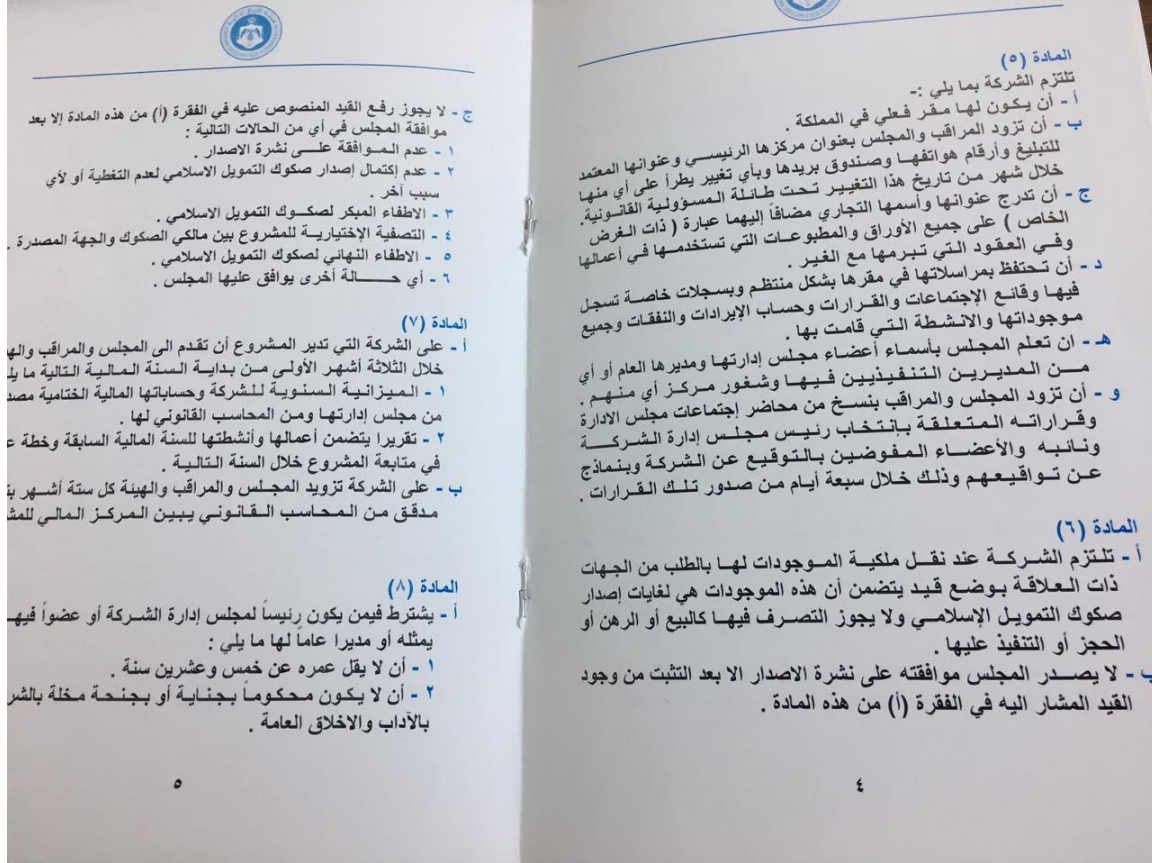 المادة (٥)
تلتزم الشركة بما يلي :-
أ - أن يكون لها مقر فعلي في المملكة .
ب - أن تزود المراقب والمجلس بعنوان مركزها الرئيسي وعنوانها المعتمد
للتبليغ وأرقام هواتفها وصندوق بريدها وبأي تغيير يطرأ على أي منها
خلال شهر من تاريخ هذا التغيير تحت طائلة المسؤولية القانونية.
ج - أن تدرج عنوانها وأسمها التجاري مضافاً إليهما عبارة ( ذات الغرض
الخاص ) على جميع الأوراق والمطبوعات التي تستخدمها في أعمالها
وفي العقود التي تبرمها مع الغير .
د - أن تحتفظ بمراسلاتها في مقرها بشكل منتظم وبسجلات خاصة تسجل
فيها وقائع الإجتماعات والقرارات وحساب الإيرادات والنفقات وجميع
موجوداتها والانشطة التي قامت بها .
هـ - ان تعلم المجلس بأسماء أعضاء مجلس إدارتها ومديرها العام أو أي
من المديرين التنفيذيين فيها وشغور مركز أي منهم .
و - أن تزود المجلس والمراقب بنسخ من محاضر إجتماعات مجلس الادارة
وقراراته المتعلقة بإنتخاب رئيس مجلس إدارة الشركة
ونائبه والأعضاء المفوضين بالتوقيع عن الشركة وبنماذج
عن تواقيعهم وذلك خلال سبعة أيام من صدور تلك القرارات .
المادة (٦)
أ - تلتزم الشركة عند نقل ملكية الموجودات لها بالطلب من الجهات
ذات العلاقة بوضع قيد يتضمن أن هذه الموجودات هي لغايات إصدار
صكوك التمويل الإسلامي ولا يجوز التصرف فيها كالبيع أو الرهن أو
الحجز أو التنفيذ عليها .
ب - لا يصدر المجلس موافقته على نشرة الاصدار الا بعد التثبت من وجود
القيد المشار اليه في الفقرة (أ) من هذه المادة .
٤
ج - لا يجوز رفع القيد المنصوص عليه في الفقرة (أ) من هذه المادة إلا بعد
موافقة المجلس في أي من الحالات التالية :
١ - عدم الموافقة على نشرة الاصدار .
٢ - عدم إكتمال إصدار صكوك التمويل الاسلامي لعدم التغطية أو لأي
سبب آخر .
٣ - الاطفاء المبكر لصكوك التمويل الاسلامي .
٤ - التصفية الإختيارية للمشروع بين مالكي الصكوك والجهة المصدرة .
٥ - الاطفاء النهائي لصكوك التمويل الاسلامي .
٦ - أي حالة أخرى يوافق عليها المجلس .
المادة (٧)
أ - على الشركة التي تدير المشروع أن تقدم الى المجلس والمراقب
خلال الثلاثة أشهر الأولى من بداية السنة المالية التالية ما
١ - الميزانية السنوية للشركة وحساباتها المالية الختامية
من مجلس إدارتها ومن المحاسب القانوني لها .
٢ - تقريرا يتضمن أعمالها وأنشطتها للسنة المالية السابقة وخطة
في متابعة المشروع خلال السنة التالية .
ب - على الشركة تزويد المجلس والمراقب والهيئة كل ستة أشهر
مدقق من المحاسب القانوني يبين المركز المالي
المادة (٨)
أ - يشترط فيمن يكون رئيساً لمجلس إدارة الشركة أو عضواً
يمثله أو مديرا عاماً لها ما يلي :
١ - أن لا يقل عمره عن خمس وعشرين سنة .
٢ - أن لا يكون محكوماً بجناية أو بجنحة مخلة
بالآداب والاخلاق العامة .
٥